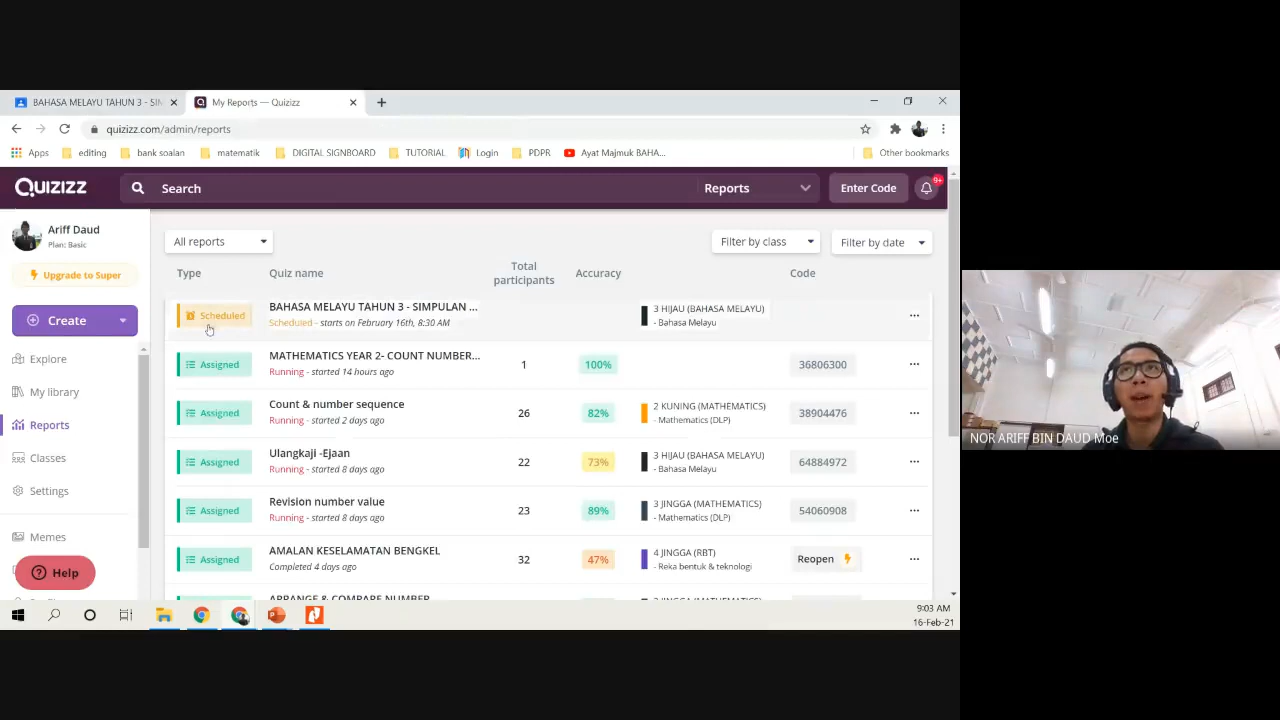 BAHASA MELAYU TAHUN 3 - SIM
My Reports — Quizizz
quizizz.com/admin/reports
Apps
editing
bank soalan
matematik
DIGITAL SIGNBOARD
TUTORIAL
Login
PDPR
Ayat Majmuk BAHA...
Other bookmarks
QUIZIZZ
Search
Reports
Enter Code
9+
Ariff Daud
Plan: Basic
Upgrade to Super
Create
Explore
My library
Reports
Classes
Settings
Memes
Help
All reports
Filter by class
Filter by date
Type
Quiz name
Total participants
Accuracy
Code
Scheduled
BAHASA MELAYU TAHUN 3 - SIMPULAN ...
Scheduled - starts on February 16th, 8:30 AM
3 HIJAU (BAHASA MELAYU)
- Bahasa Melayu
Assigned
MATHEMATICS YEAR 2- COUNT NUMBER...
Running - started 14 hours ago
1
100%
36806300
Assigned
Count & number sequence
Running - started 2 days ago
26
82%
2 KUNING (MATHEMATICS)
- Mathematics (DLP)
38904476
Assigned
Ulangkaji -Ejaan
Running - started 8 days ago
22
73%
3 HIJAU (BAHASA MELAYU)
- Bahasa Melayu
64884972
Assigned
Revision number value
Running - started 8 days ago
23
89%
3 JINGGA (MATHEMATICS)
- Mathematics (DLP)
54060908
Assigned
AMALAN KESELAMATAN BENGKEL
Completed 4 days ago
32
47%
4 JINGGA (RBT)
- Reka bentuk & teknologi
Reopen
ARRANGE & COMPARE NUMBER
9:03 AM
16-Feb-21
NOR ARIFF BIN DAUD Moe